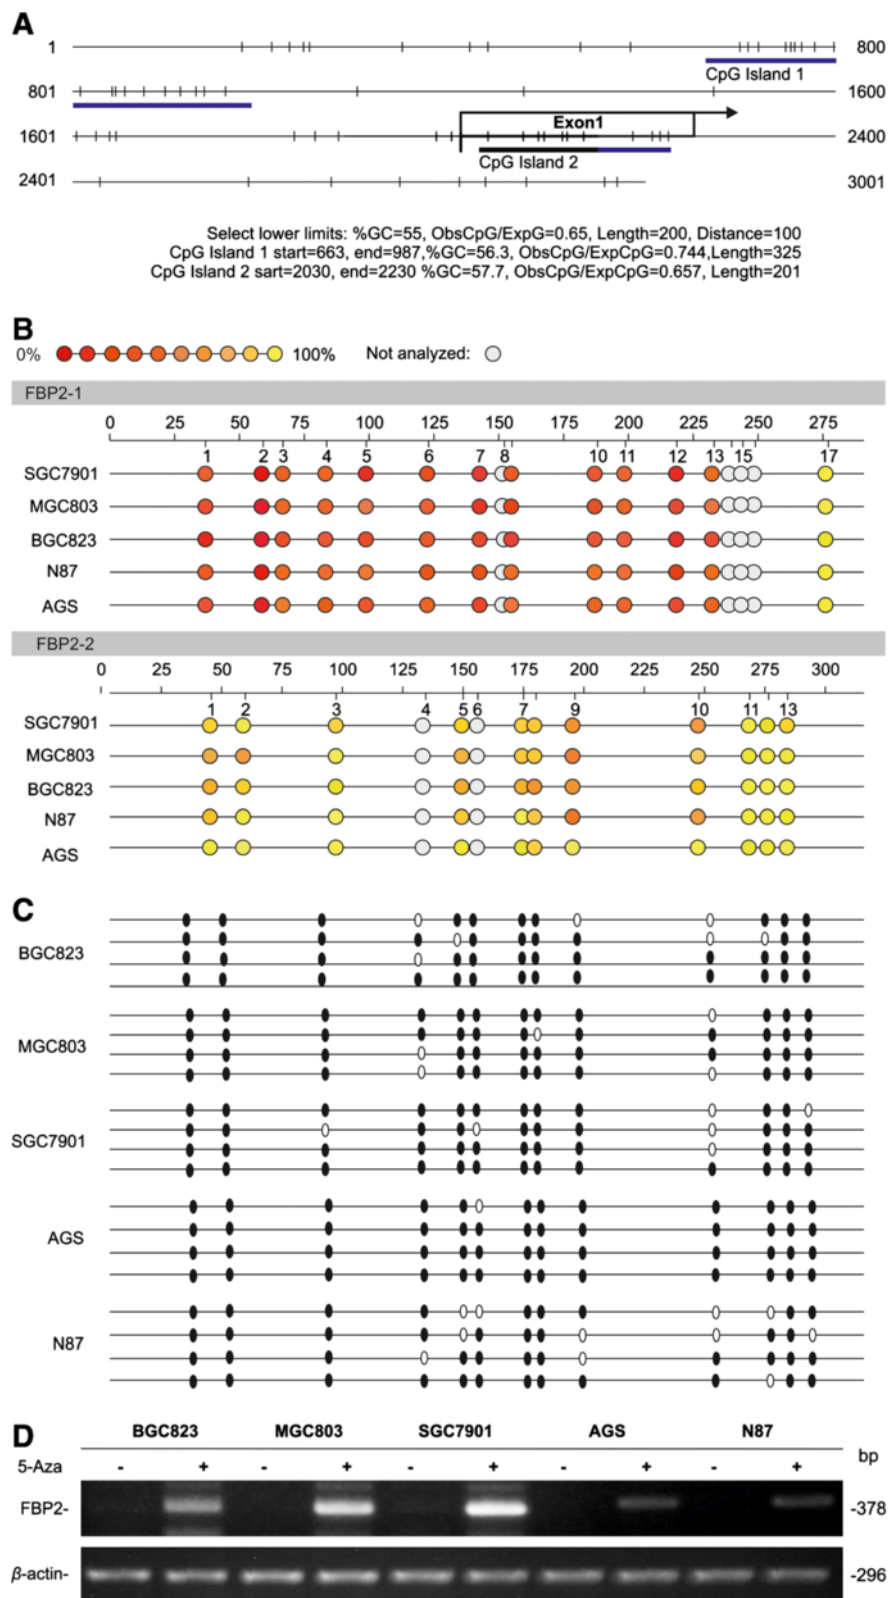 A
1 800
CpG Island 1
801 1600
Exon1
1601 2400
CpG Island 2
2401 3001
Select lower limits: %GC=55, ObsCpG/ExpG=0.65, Length=200, Distance=100
CpG Island 1 start=663, end=987,%GC=56.3, ObsCpG/ExpCpG=0.744,Length=325
CpG Island 2 sart=2030, end=2230 %GC=57.7, ObsCpG/ExpCpG=0.657, Length=201
B
0% 100% Not analyzed:
FBP2-1
0 25 50 75 100 125 150 175 200 225 250 275
1 2 3 4 5 6 7 8 10 11 12 13 15 17
SGC7901
MGC803
BGC823
N87
AGS
FBP2-2
0 25 50 75 100 125 150 175 200 225 250 275 300
1 2 3 4 5 6 7 9 10 11 13
SGC7901
MGC803
BGC823
N87
AGS
C
BGC823
MGC803
SGC7901
AGS
N87
D
BGC823 MGC803 SGC7901 AGS N87
bp
5-Aza - + - + - + - + - +
FBP2- -378
β-actin- -296